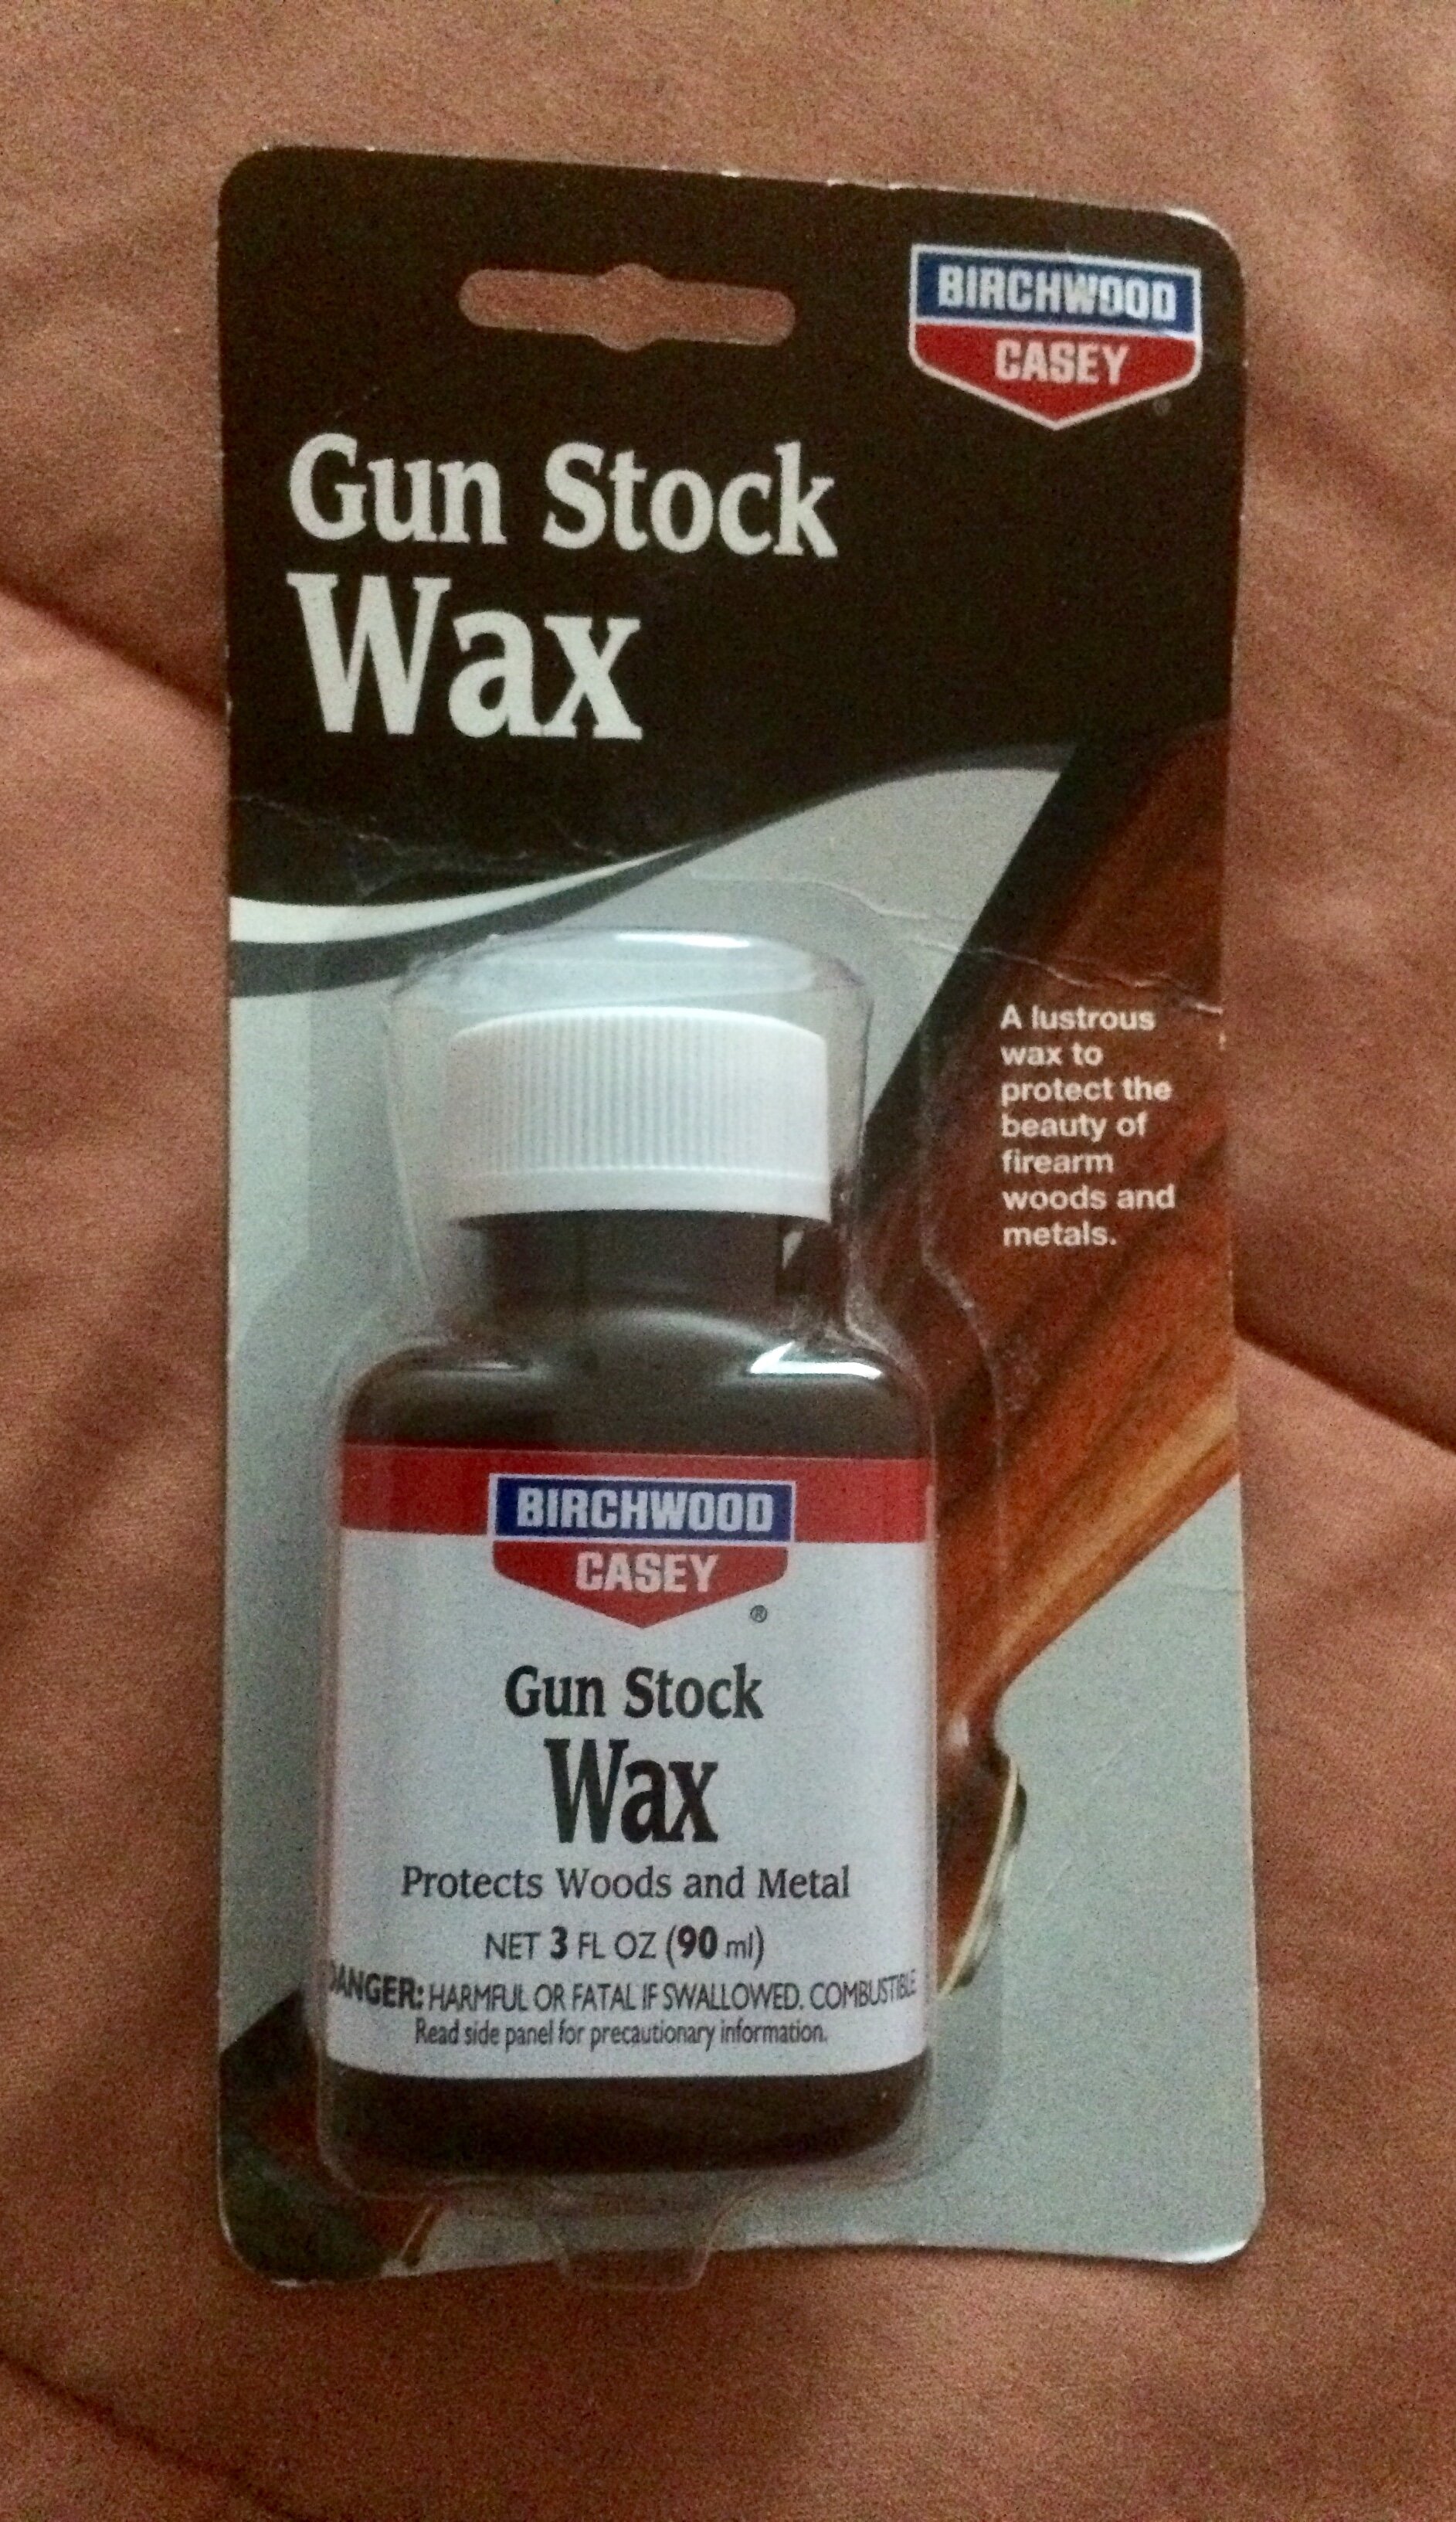 BIRCHWOOD
CASEY
®
Gun Stock
Wax
A lustrous
wax to
protect the
beauty of
firearm
woods and
metals.
BIRCHWOOD
CASEY
®
Gun Stock
Wax
Protects Woods and Metal
NET 3 FL OZ (90 ml)
DANGER: HARMFUL OR FATAL IF SWALLOWED. COMBUSTIBLE
Read side panel for precautionary information.